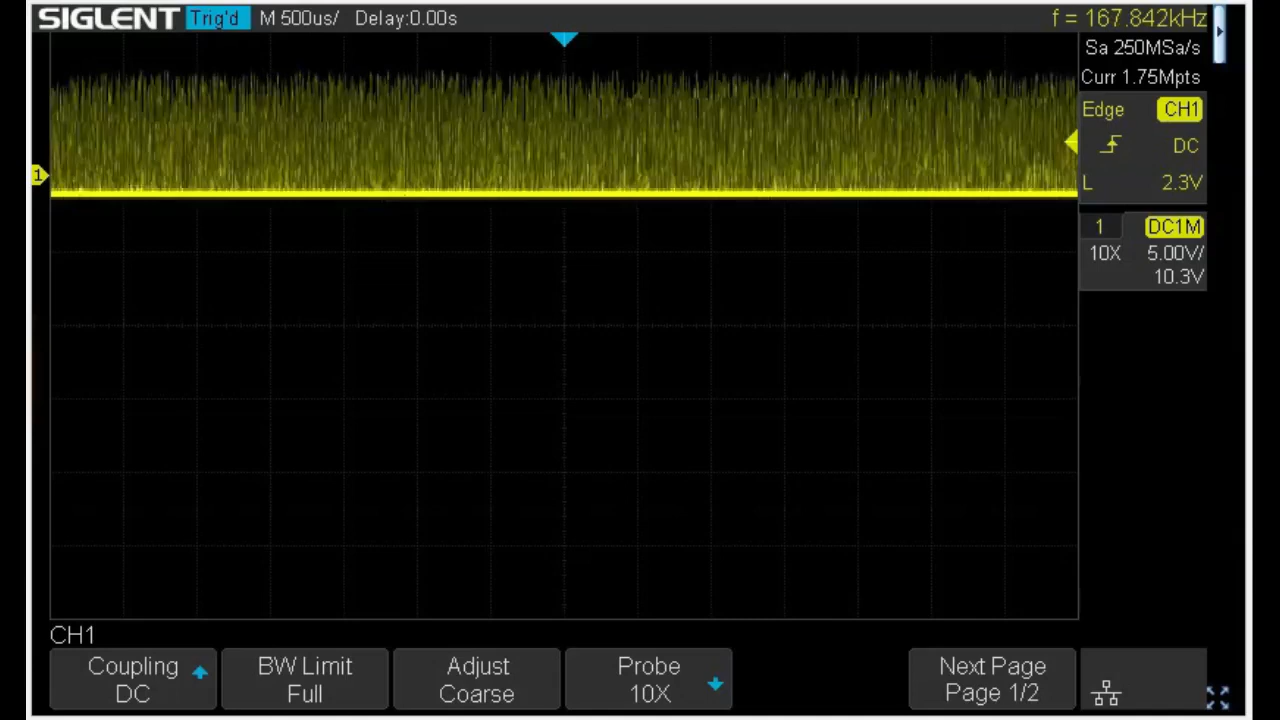 SIGLENT Trig'd M 500us/ Delay:0.00s f = 167.842kHz
Sa 250MSa/s
Curr 1.75Mpts
Edge CH1
DC
L 2.3V
1
1 DC1M
10X 5.00V/
10.3V
CH1
Coupling
DC
BW Limit
Full
Adjust
Coarse
Probe
10X
Next Page
Page 1/2